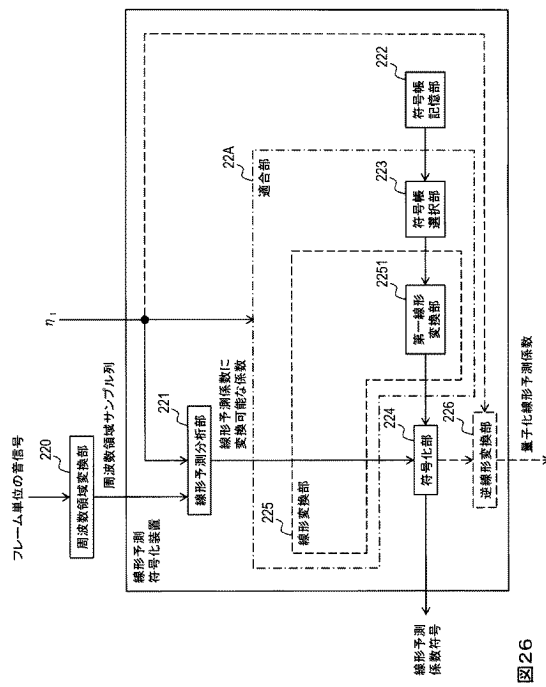 フレーム単位の音信号
220
周波数領域変換部
周波数領域サンプル列
η₁
線形予測
符号化装置
221
線形予測分析部
線形予測係数に
変換可能な係数
22A
適合部
222
符号帳
記憶部
223
符号帳
選択部
225
線形変換部
2251
第一線形
変換部
224
符号化部
226
逆線形変換部
線形予測
係数符号
量子化線形予測係数
図26